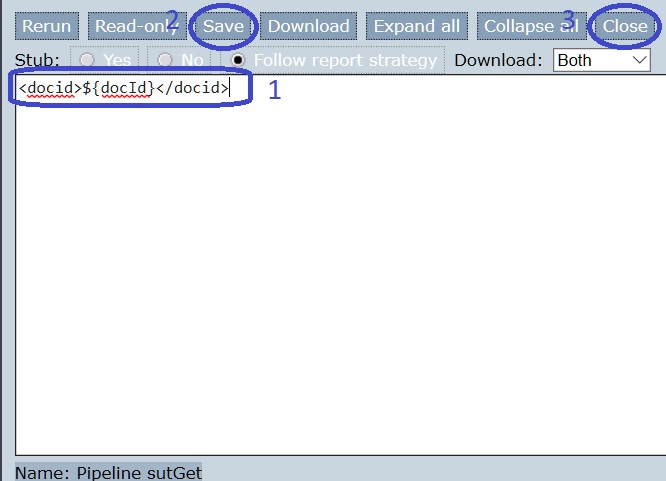 Rerun Read-only 2 Save Download Expand all Collapse all 3 Close
Stub: Yes No Follow report strategy Download: Both
<docid>${docId}</docid> 1
Name: Pipeline sutGet